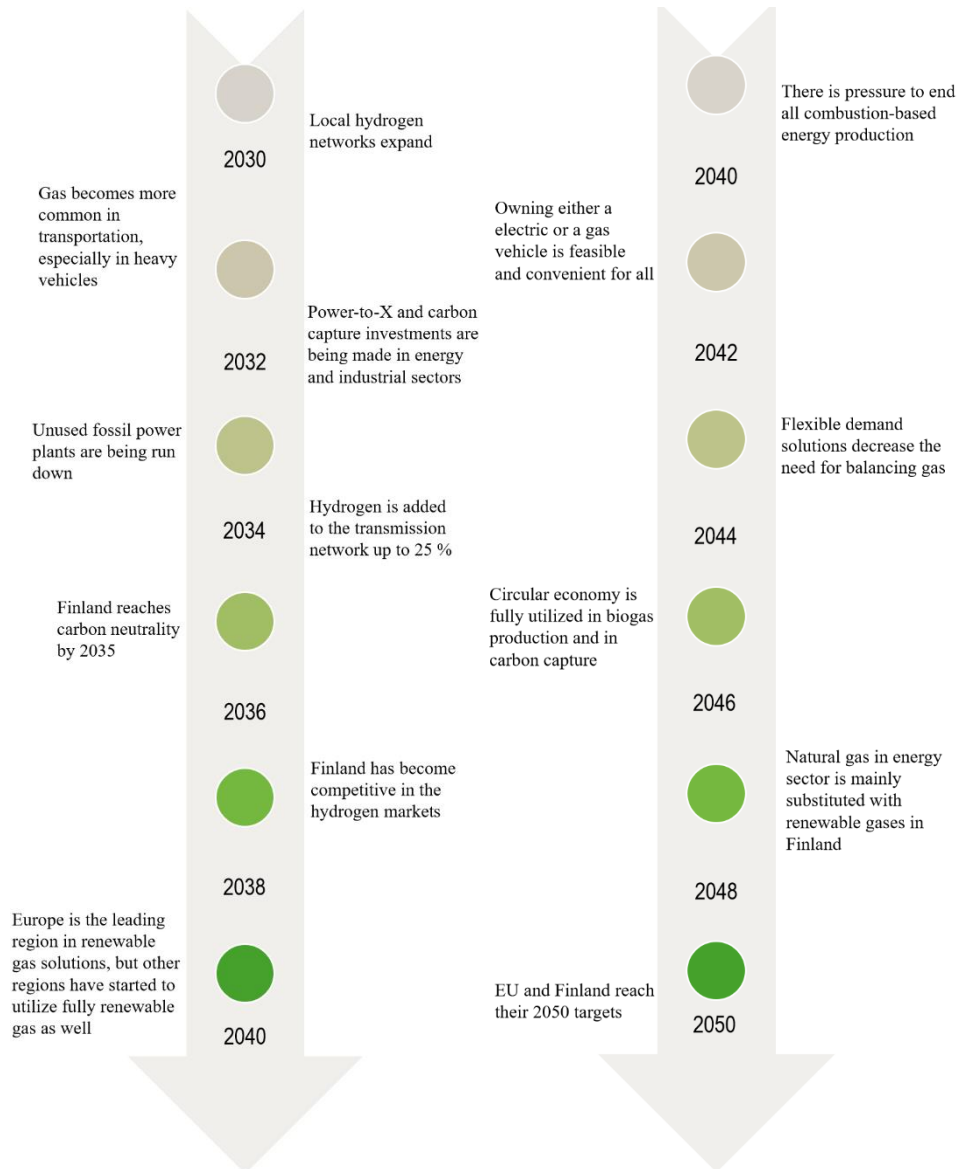 Local hydrogen
networks expand
2030
Gas becomes more
common in
transportation,
especially in heavy
vehicles
Power-to-X and carbon
capture investments are
being made in energy
and industrial sectors
2032
Unused fossil power
plants are being run
down
Hydrogen is added
to the transmission
network up to 25 %
2034
Finland reaches
carbon neutrality
by 2035
2036
Finland has become
competitive in the
hydrogen markets
2038
Europe is the leading
region in renewable
gas solutions, but other
regions have started to
utilize fully renewable
gas as well
2040
There is pressure to end
all combustion-based
energy production
2040
Owning either a
electric or a gas
vehicle is feasible
and convenient for all
2042
Flexible demand
solutions decrease the
need for balancing gas
2044
Circular economy is
fully utilized in biogas
production and in
carbon capture
2046
Natural gas in energy
sector is mainly
substituted with
renewable gases in
Finland
2048
EU and Finland reach
their 2050 targets
2050